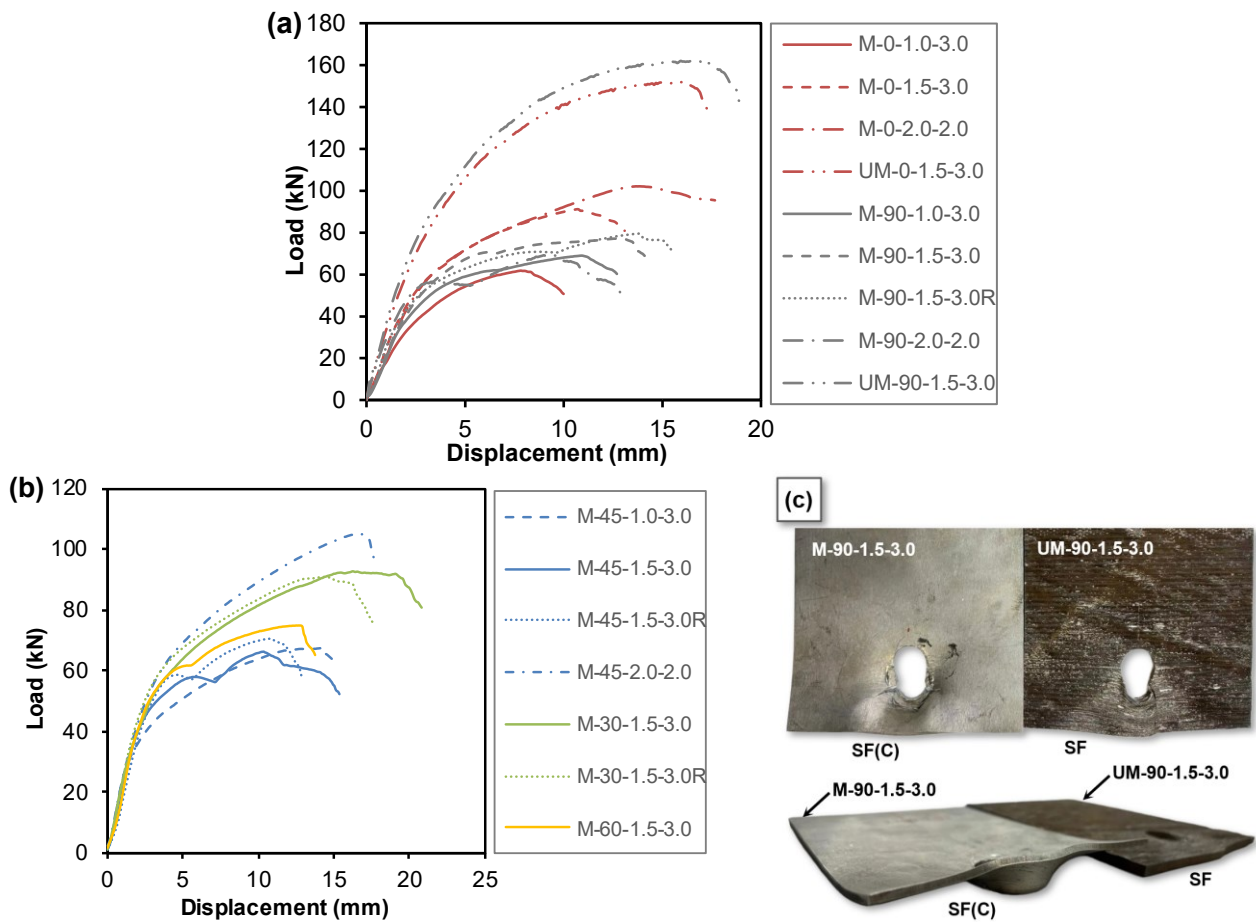 (a)
180
160
140
120
100
80
60
40
20
0
Load (kN)
0 5 10 15 20
Displacement (mm)
M-0-1.0-3.0
M-0-1.5-3.0
M-0-2.0-2.0
UM-0-1.5-3.0
M-90-1.0-3.0
M-90-1.5-3.0
M-90-1.5-3.0R
M-90-2.0-2.0
UM-90-1.5-3.0
(b)
120
100
80
60
40
20
0
Load (kN)
0 5 10 15 20 25
Displacement (mm)
M-45-1.0-3.0
M-45-1.5-3.0
M-45-1.5-3.0R
M-45-2.0-2.0
M-30-1.5-3.0
M-30-1.5-3.0R
M-60-1.5-3.0
(c)
M-90-1.5-3.0 UM-90-1.5-3.0
SF(C) SF
M-90-1.5-3.0 UM-90-1.5-3.0
SF(C) SF